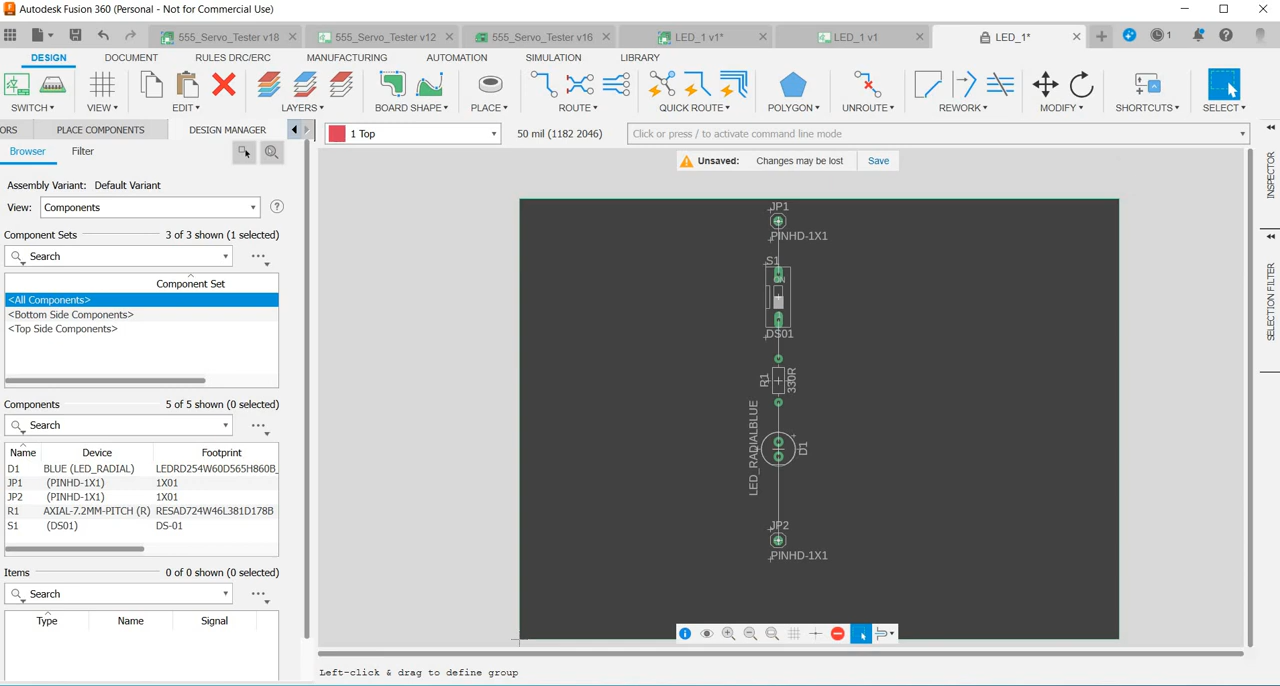 Autodesk Fusion 360 (Personal - Not for Commercial Use)
555_Servo_Tester v18
555_Servo_Tester v12
555_Servo_Tester v16
LED_1 v1*
LED_1 v1
LED_1*
1
DESIGN
DOCUMENT
RULES DRC/ERC
MANUFACTURING
AUTOMATION
SIMULATION
LIBRARY
SWITCH
VIEW
EDIT
LAYERS
BOARD SHAPE
PLACE
ROUTE
QUICK ROUTE
POLYGON
UNROUTE
REWORK
MODIFY
SHORTCUTS
SELECT
ORS
PLACE COMPONENTS
DESIGN MANAGER
1 Top
50 mil (1182 2046)
Click or press / to activate command line mode
Browser
Filter
Unsaved: Changes may be lost
Save
Assembly Variant: Default Variant
View: Components
Component Sets
3 of 3 shown (1 selected)
Search
Component Set
<All Components>
<Bottom Side Components>
<Top Side Components>
Components
5 of 5 shown (0 selected)
Search
Name Device Footprint
D1 BLUE (LED_RADIAL) LEDRD254W60D565H860B_
JP1 (PINHD-1X1) 1X01
JP2 (PINHD-1X1) 1X01
R1 AXIAL-7.2MM-PITCH (R) RESAD724W46L381D178B
S1 (DS01) DS-01
Items
0 of 0 shown (0 selected)
Search
Type Name Signal
JP1
PINHD-1X1
S1
ON
DS01
R1
330R
LED_RADIALBLUE
D1
JP2
PINHD-1X1
INSPECTOR
SELECTION FILTER
Left-click & drag to define group